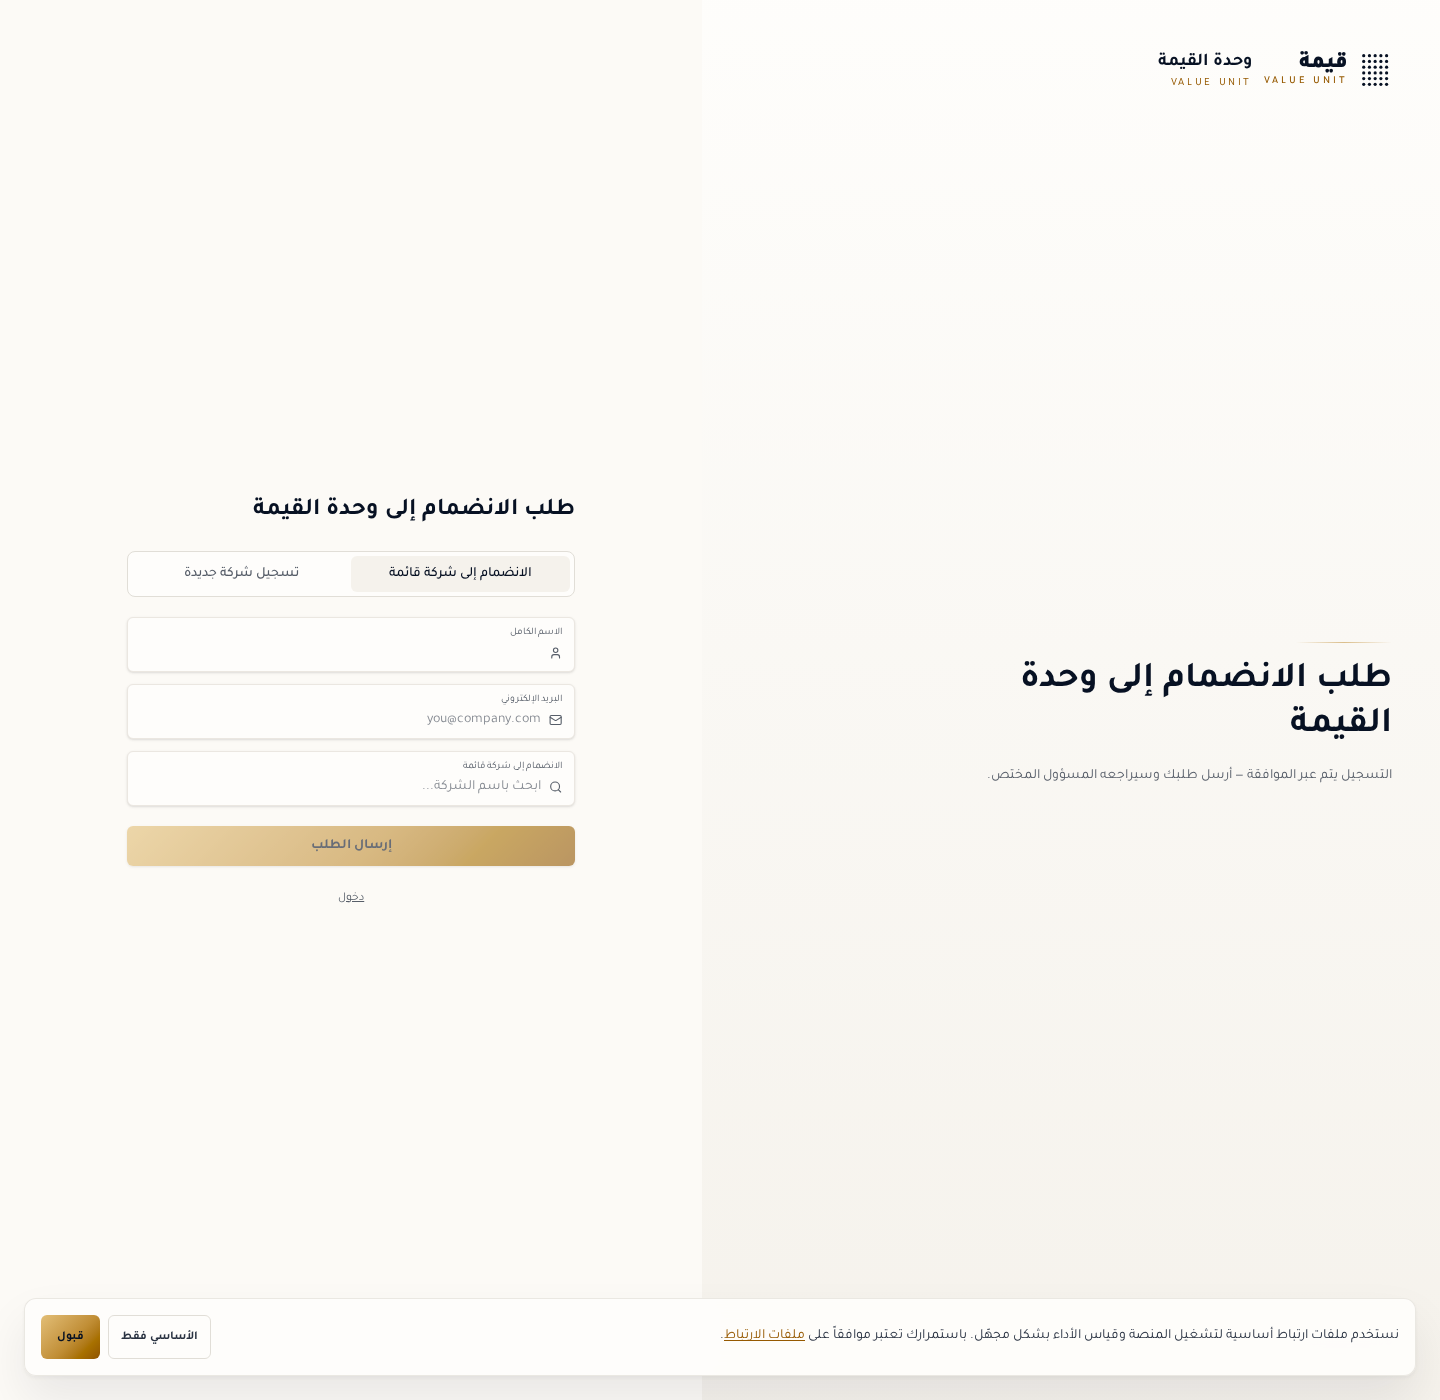 قيمة
VALUE UNIT
وحدة القيمة
VALUE UNIT
طلب الانضمام إلى وحدة
القيمة
التسجيل يتم عبر الموافقة – أرسل طلبك وسيراجعه المسؤول المختص.
طلب الانضمام إلى وحدة القيمة
الانضمام إلى شركة قائمة
تسجيل شركة جديدة
الاسم الكامل
البريد الإلكتروني
you@company.com
الانضمام إلى شركة قائمة
ابحث باسم الشركة...
إرسال الطلب
دخول
نستخدم ملفات ارتباط أساسية لتشغيل المنصة وقياس الأداء بشكل مجهّل. باستمرارك تعتبر موافقاً على ملفات الارتباط.
الأساسي فقط
قبول